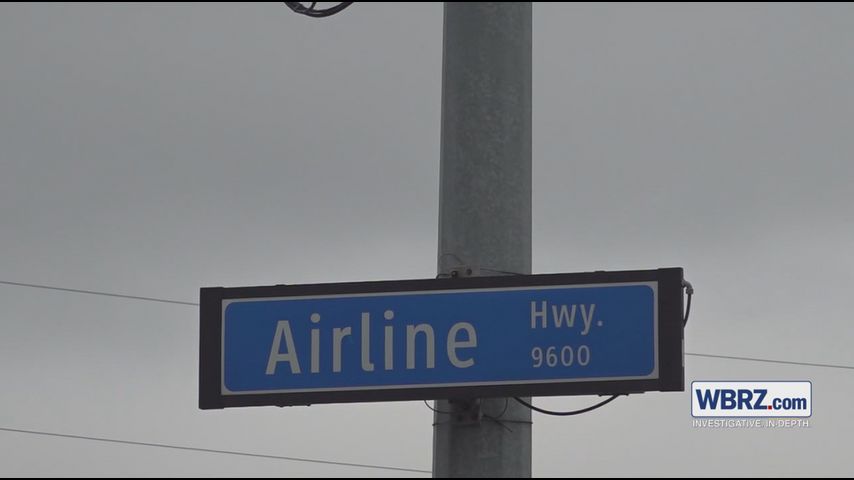 Airline Hwy.
9600
WBRZ.com
INVESTIGATIVE. IN-DEPTH